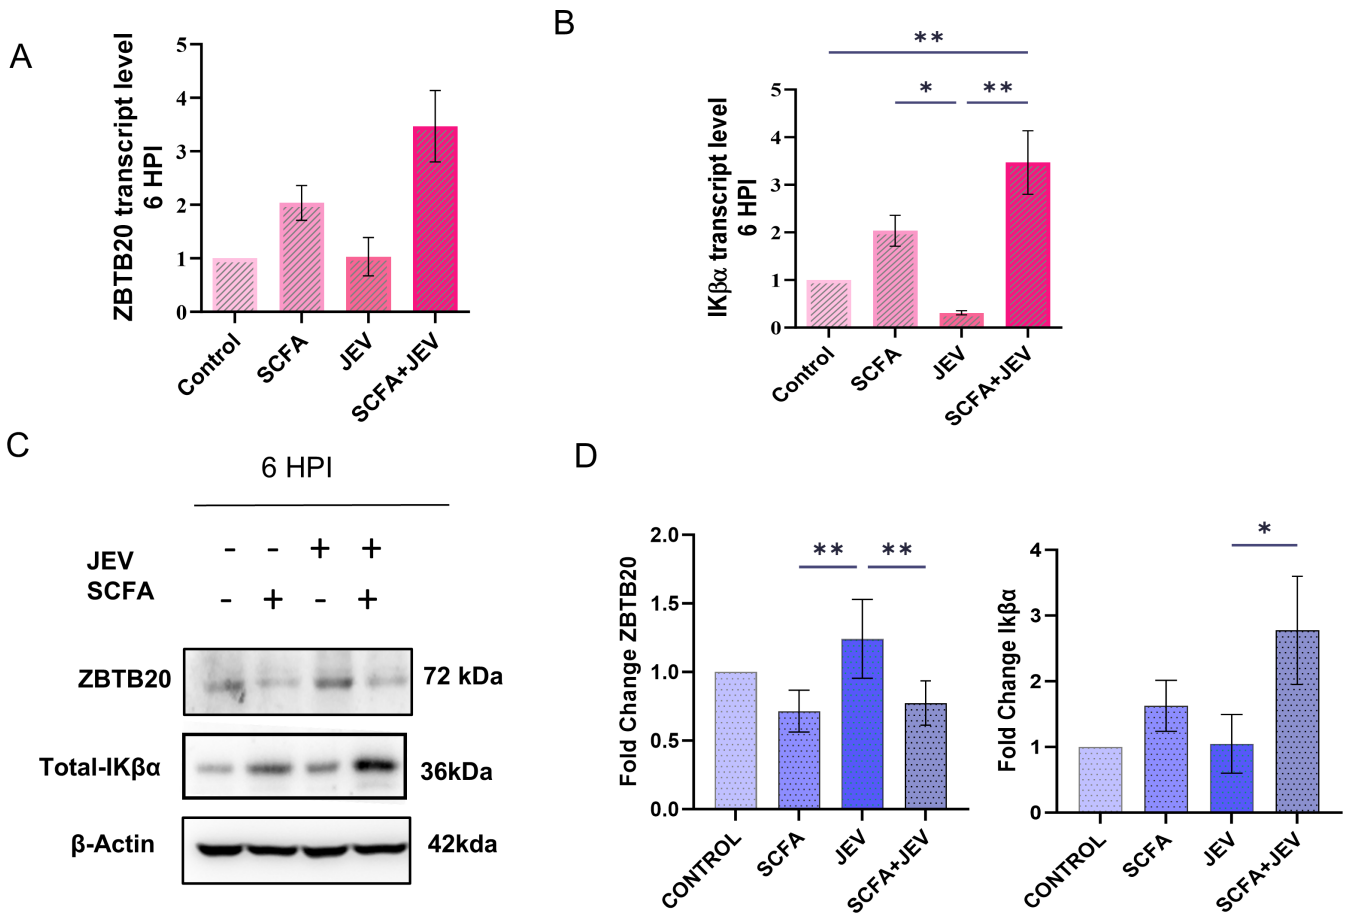 A
ZBTB20 transcript level
6 HPI
5
4
3
2
1
0
Control
SCFA
JEV
SCFA+JEV
B
IKβα transcript level
6 HPI
5
4
3
2
1
0
**
*
**
Control
SCFA
JEV
SCFA+JEV
C
6 HPI
JEV - - + +
SCFA - + - +
ZBTB20 72 kDa
Total-IKβα 36kDa
β-Actin 42kda
D
Fold Change ZBTB20
2.0
1.5
1.0
0.5
0.0
**
**
CONTROL
SCFA
JEV
SCFA+JEV
Fold Change Ikβα
4
3
2
1
0
*
CONTROL
SCFA
JEV
SCFA+JEV